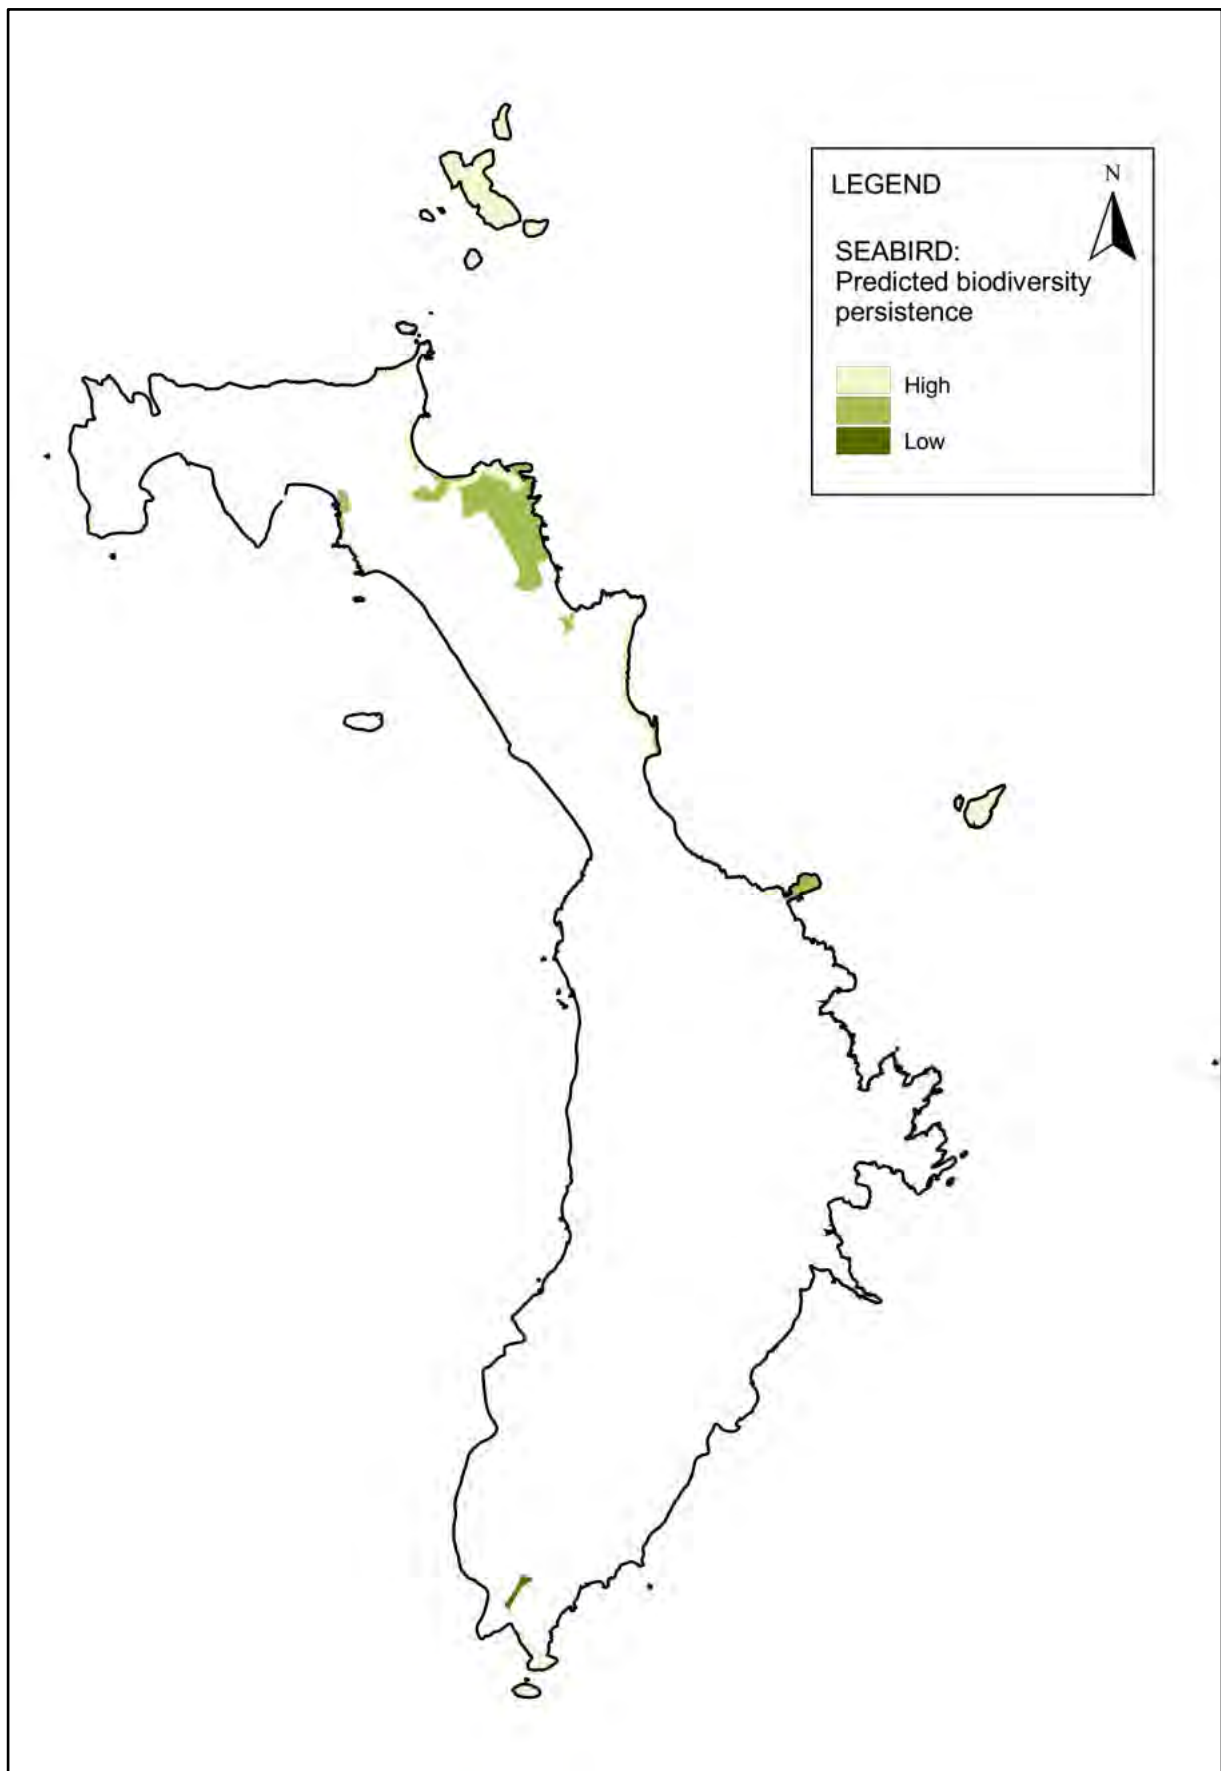 LEGEND
N
SEABIRD:
Predicted biodiversity
persistence
High
Low